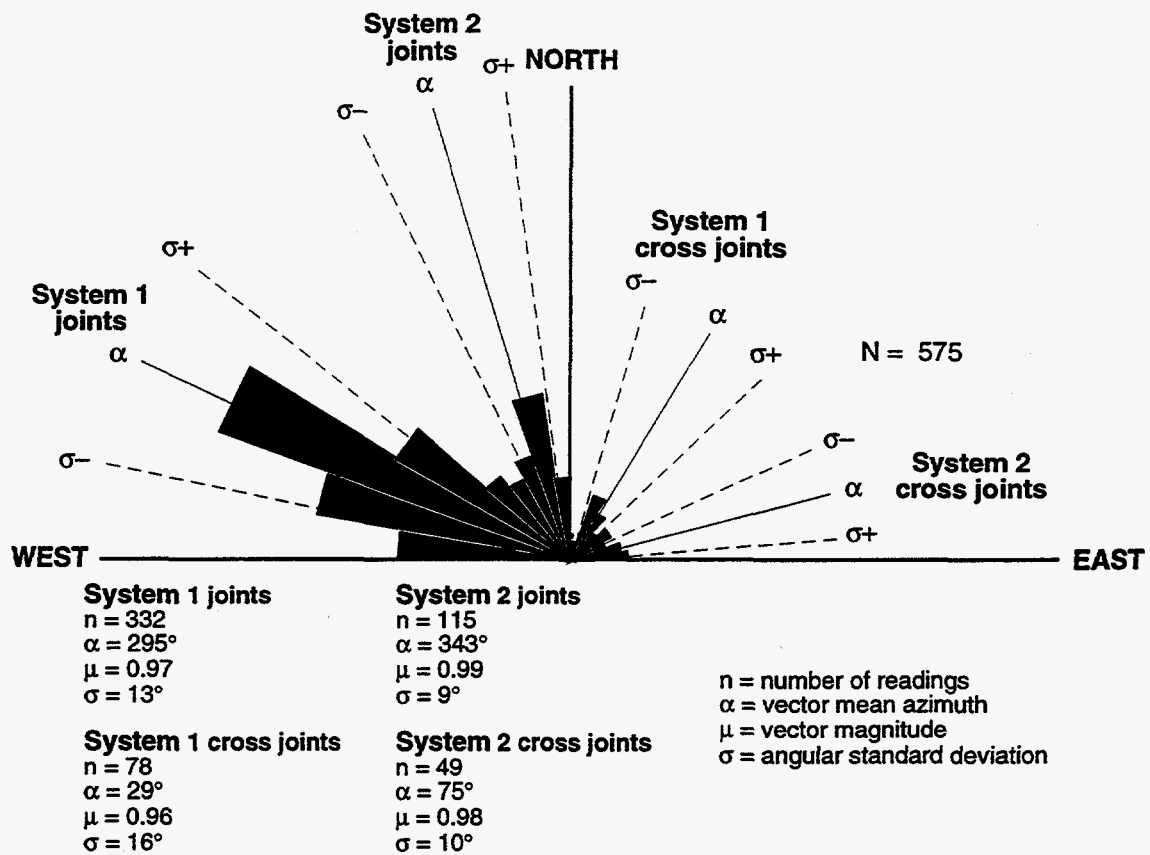 System 2
joints
α
σ+
NORTH
σ−
System 1
cross joints
σ−
α
σ+
N = 575
σ+
System 1
joints
α
σ−
σ−
System 2
cross joints
α
σ+
WEST
EAST
System 1 joints
n = 332
α = 295°
μ = 0.97
σ = 13°
System 2 joints
n = 115
α = 343°
μ = 0.99
σ = 9°
System 1 cross joints
n = 78
α = 29°
μ = 0.96
σ = 16°
System 2 cross joints
n = 49
α = 75°
μ = 0.98
σ = 10°
n = number of readings
α = vector mean azimuth
μ = vector magnitude
σ = angular standard deviation